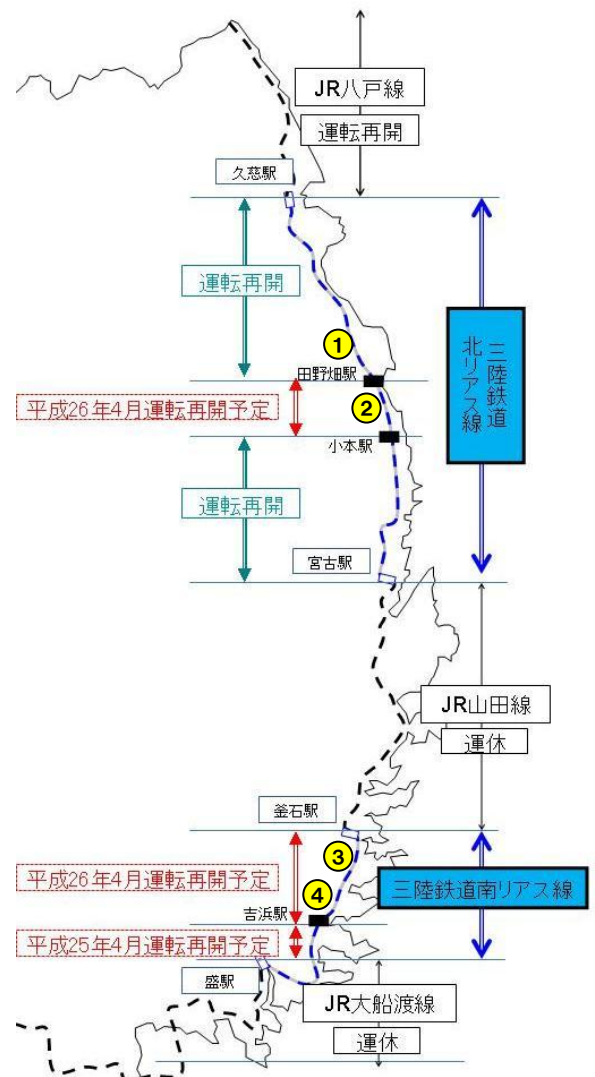 JR八戸線
運転再開
久慈駅
運転再開
三陸鉄道
北リアス線
①
田野畑駅
平成26年4月運転再開予定
②
小本駅
運転再開
宮古駅
JR山田線
運休
釜石駅
③
平成26年4月運転再開予定
三陸鉄道南リアス線
④
吉浜駅
平成25年4月運転再開予定
盛駅
JR大船渡線
運休